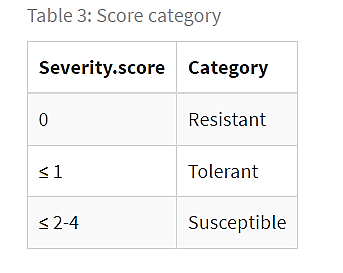 Table 3: Score category
Severity.score Category
0 Resistant
≤ 1 Tolerant
≤ 2-4 Susceptible